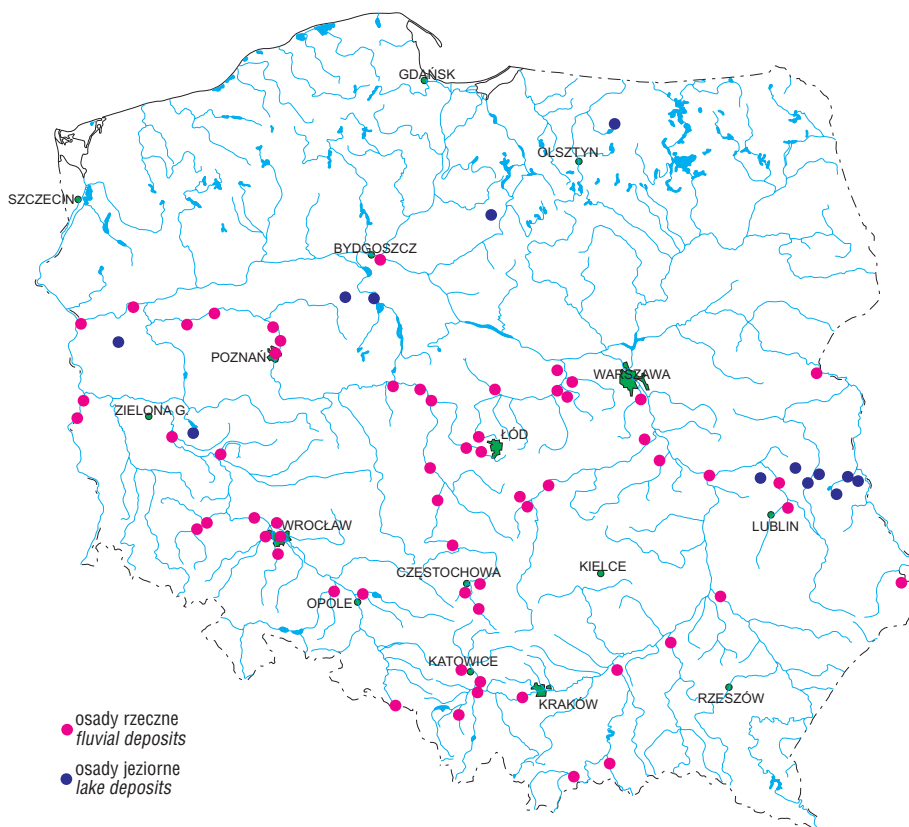 GDAŃSK
OLSZTYN
SZCZECIN
BYDGOSZCZ
POZNAŃ
WARSZAWA
ZIELONA G.
ŁÓD
LUBLIN
WROCŁAW
KIELCE
CZĘSTOCHOWA
OPOLE
KATOWICE
KRAKÓW
RZESZÓW
osady rzeczne
fluvial deposits
osady jeziorne
lake deposits